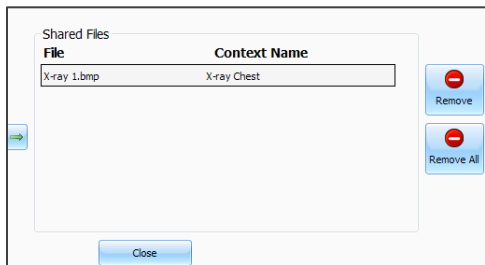 Shared Files
File Context Name
X-ray 1.bmp X-ray Chest
Remove
Remove All
Close